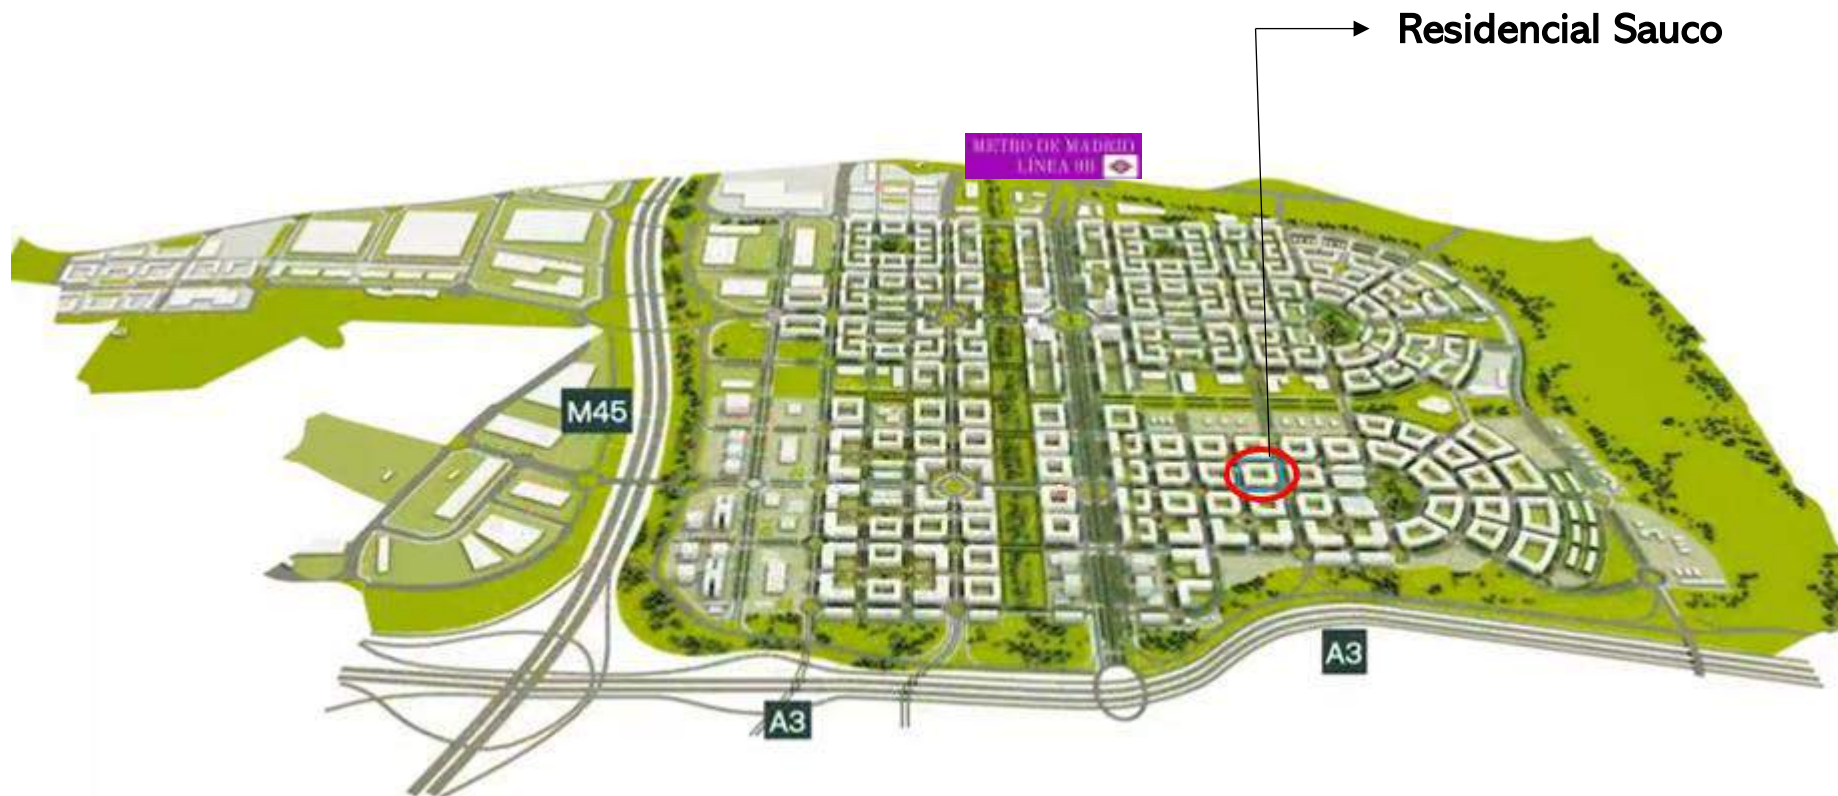 Residencial Sauco
METRO DE MADRID
LÍNEA 9B
M45
A3
A3